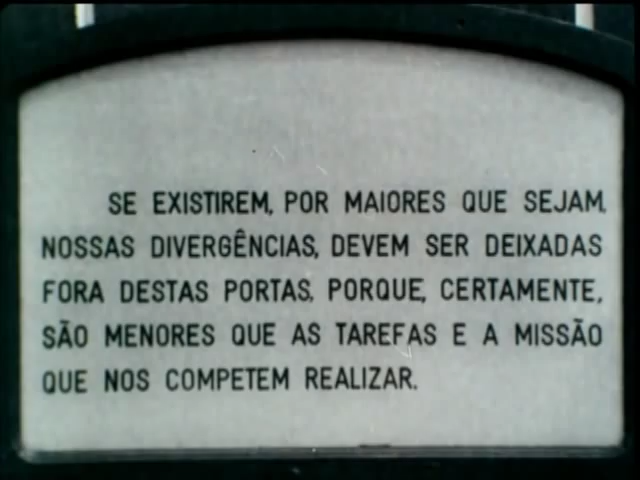 SE EXISTIREM, POR MAIORES QUE SEJAM,
NOSSAS DIVERGÊNCIAS, DEVEM SER DEIXADAS
FORA DESTAS PORTAS, PORQUE, CERTAMENTE,
SÃO MENORES QUE AS TAREFAS E A MISSÃO
QUE NOS COMPETEM REALIZAR.